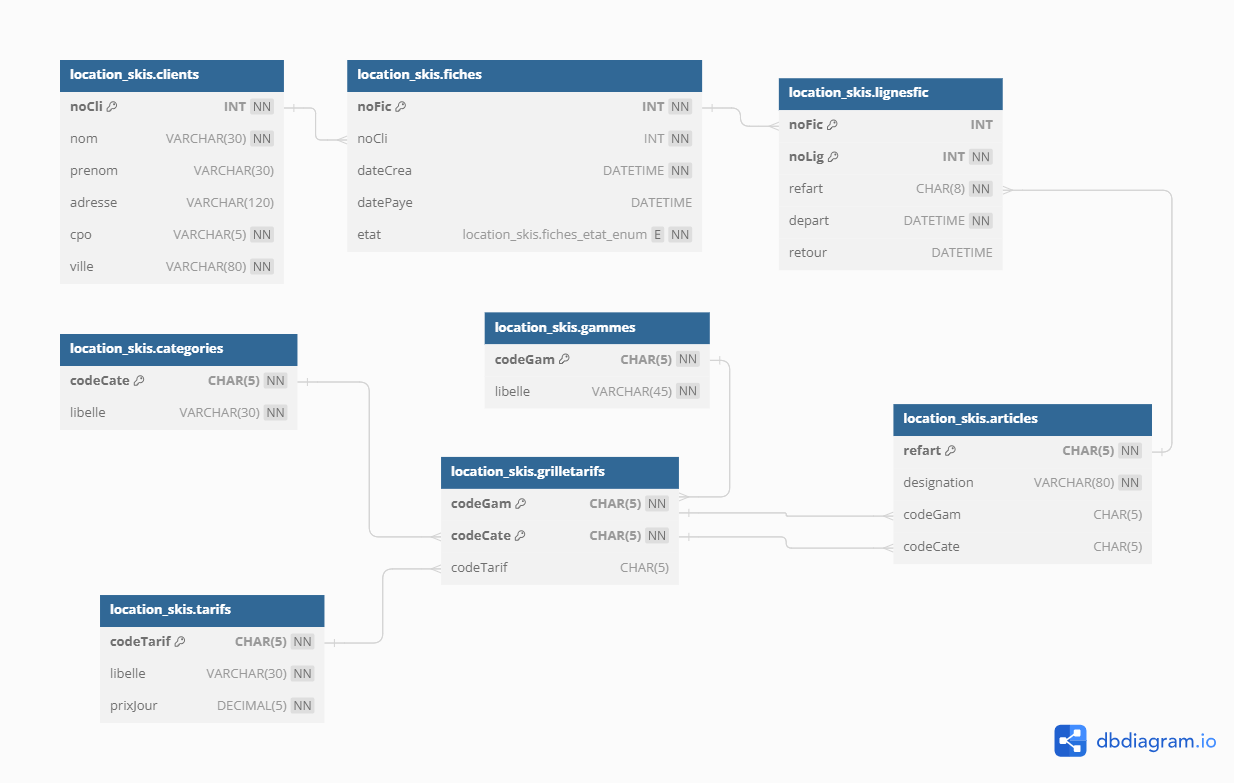 location_skis.clients
noCli INT NN
nom VARCHAR(30) NN
prenom VARCHAR(30)
adresse VARCHAR(120)
cpo VARCHAR(5) NN
ville VARCHAR(80) NN
location_skis.fiches
noFic INT NN
noCli INT NN
dateCrea DATETIME NN
datePaye DATETIME
etat location_skis.fiches_etat_enum E NN
location_skis.lignesfic
noFic INT
noLig INT NN
refart CHAR(8) NN
depart DATETIME NN
retour DATETIME
location_skis.categories
codeCate CHAR(5) NN
libelle VARCHAR(30) NN
location_skis.gammes
codeGam CHAR(5) NN
libelle VARCHAR(45) NN
location_skis.grilletarifs
codeGam CHAR(5) NN
codeCate CHAR(5) NN
codeTarif CHAR(5)
location_skis.articles
refart CHAR(5) NN
designation VARCHAR(80) NN
codeGam CHAR(5)
codeCate CHAR(5)
location_skis.tarifs
codeTarif CHAR(5) NN
libelle VARCHAR(30) NN
prixJour DECIMAL(5) NN
dbdiagram.io